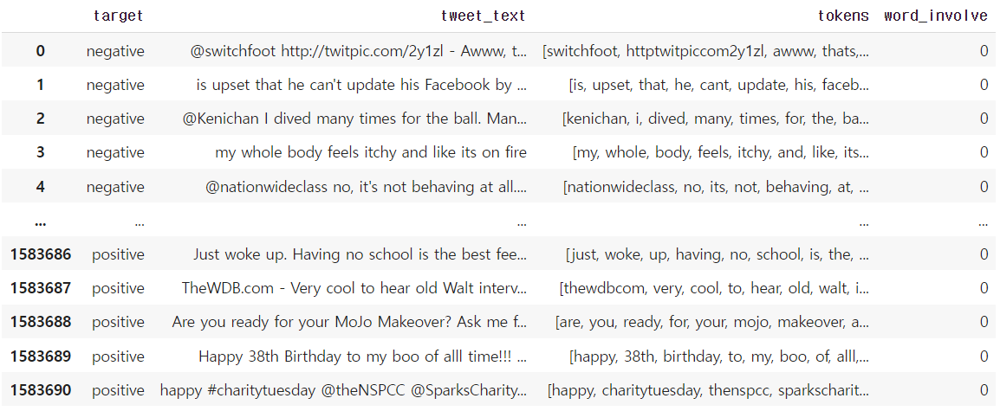 target tweet_text tokens word_involve
0 negative @switchfoot http://twitpic.com/2y1zl - Awww, t... [switchfoot, httptwitpiccom2y1zl, awww, thats,... 0
1 negative is upset that he can't update his Facebook by ... [is, upset, that, he, cant, update, his, faceb... 0
2 negative @Kenichan I dived many times for the ball. Man... [kenichan, i, dived, many, times, for, the, ba... 0
3 negative my whole body feels itchy and like its on fire [my, whole, body, feels, itchy, and, like, its... 0
4 negative @nationwideclass no, it's not behaving at all.... [nationwideclass, no, its, not, behaving, at, ... 0
... ... ... ... ...
1583686 positive Just woke up. Having no school is the best fee... [just, woke, up, having, no, school, is, the, ... 0
1583687 positive TheWDB.com - Very cool to hear old Walt interv... [thewdbcom, very, cool, to, hear, old, walt, i... 0
1583688 positive Are you ready for your MoJo Makeover? Ask me f... [are, you, ready, for, your, mojo, makeover, a... 0
1583689 positive Happy 38th Birthday to my boo of alll time!!! ... [happy, 38th, birthday, to, my, boo, of, alll,... 0
1583690 positive happy #charitytuesday @theNSPCC @SparksCharity... [happy, charitytuesday, thenspcc, sparkscharit... 0